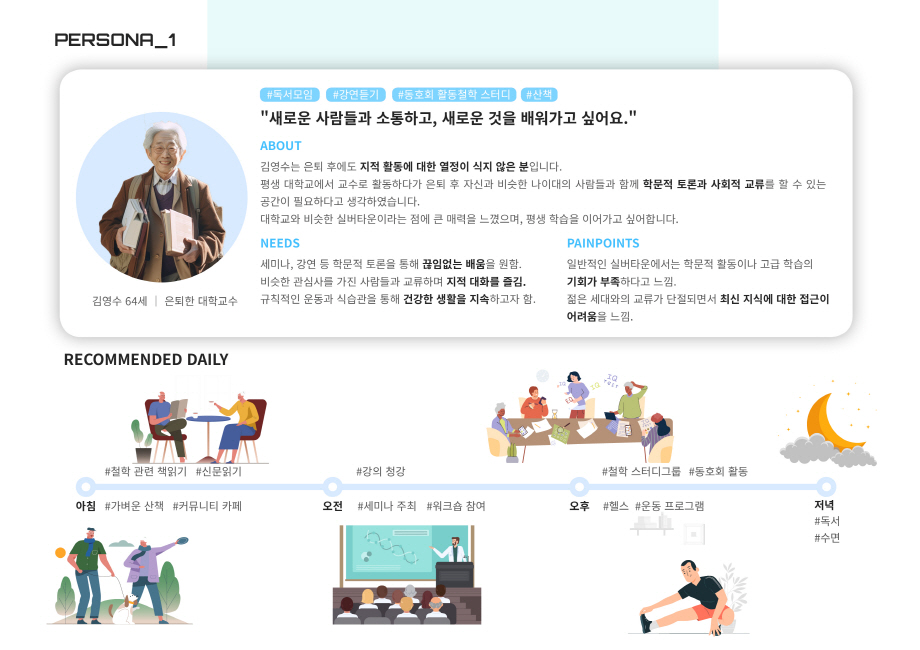 PERSONA_1
#독서모임 #강연듣기 #동호회 활동철학 스터디 #산책
"새로운 사람들과 소통하고, 새로운 것을 배워가고 싶어요."
ABOUT
김영수는 은퇴 후에도 지적 활동에 대한 열정이 식지 않은 분입니다.
평생 대학교에서 교수로 활동하다가 은퇴 후 자신과 비슷한 나이대의 사람들과 함께 학문적 토론과 사회적 교류를 할 수 있는
공간이 필요하다고 생각하였습니다.
대학교와 비슷한 실버타운이라는 점에 큰 매력을 느꼈으며, 평생 학습을 이어가고 싶어합니다.
김영수 64세 | 은퇴한 대학교수
NEEDS
세미나, 강연 등 학문적 토론을 통해 끊임없는 배움을 원함.
비슷한 관심사를 가진 사람들과 교류하며 지적 대화를 즐김.
규칙적인 운동과 식습관을 통해 건강한 생활을 지속하고자 함.
PAINPOINTS
일반적인 실버타운에서는 학문적 활동이나 고급 학습의
기회가 부족하다고 느낌.
젊은 세대와의 교류가 단절되면서 최신 지식에 대한 접근이
어려움을 느낌.
RECOMMENDED DAILY
#철학 관련 책읽기 #신문읽기
아침 #가벼운 산책 #커뮤니티 카페
#강의 청강
오전 #세미나 주최 #워크숍 참여
#철학 스터디그룹 #동호회 활동
오후 #헬스 #운동 프로그램
저녁
#독서
#수면